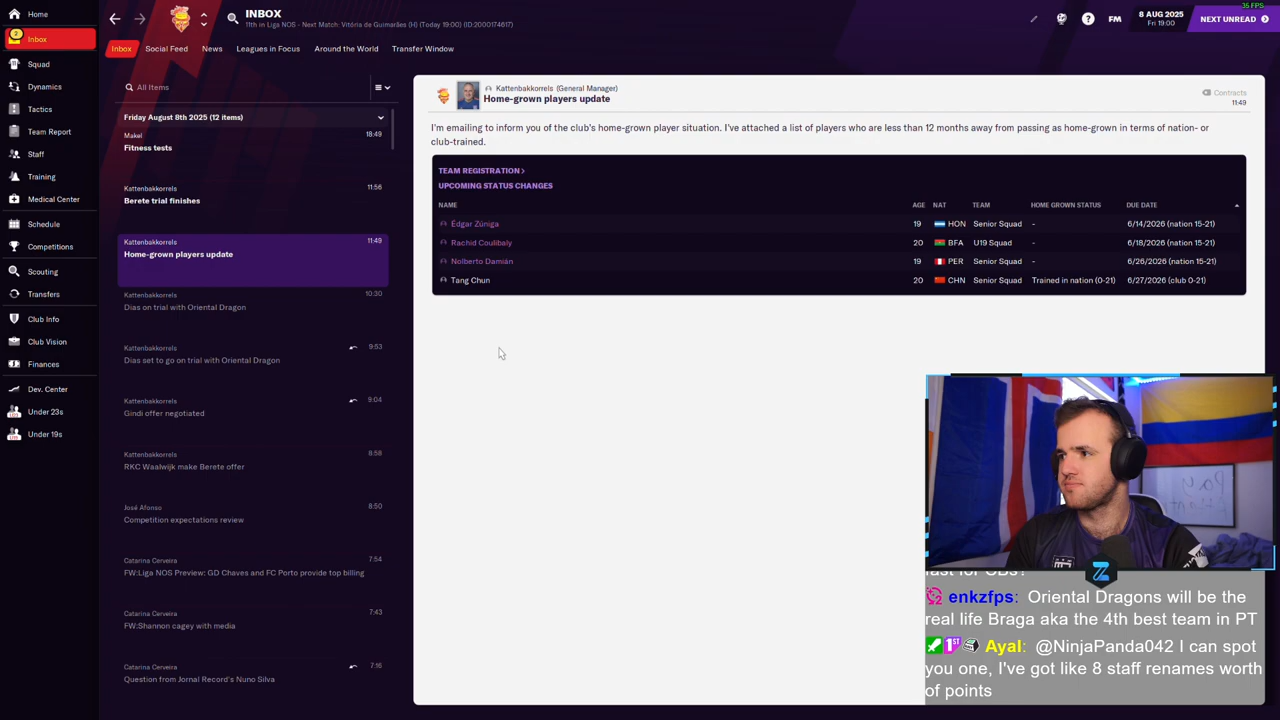 35 FPS
Home
INBOX
11th in Liga NOS - Next Match: Vitória de Guimarães (H) (Today 19:00) (ID:2000174617)
FM
8 AUG 2025
Fri 19:00
NEXT UNREAD
2
Inbox
Inbox
Social Feed
News
Leagues in Focus
Around the World
Transfer Window
Squad
Dynamics
Tactics
Team Report
Staff
Training
Medical Center
Schedule
Competitions
Scouting
Transfers
Club Info
Club Vision
Finances
Dev. Center
Under 23s
Under 19s
All Items
Friday August 8th 2025 (12 items)
Makel 18:49
Fitness tests
Kattenbakkorrels 11:56
Berete trial finishes
Kattenbakkorrels 11:49
Home-grown players update
Kattenbakkorrels 10:30
Dias on trial with Oriental Dragon
Kattenbakkorrels 9:53
Dias set to go on trial with Oriental Dragon
Kattenbakkorrels 9:04
Gindi offer negotiated
Kattenbakkorrels 8:58
RKC Waalwijk make Berete offer
José Afonso 8:50
Competition expectations review
Catarina Cerveira 7:54
FW:Liga NOS Preview: GD Chaves and FC Porto provide top billing
Catarina Cerveira 7:43
FW:Shannon cagey with media
Catarina Cerveira 7:16
Question from Jornal Record's Nuno Silva
Kattenbakkorrels (General Manager)
Home-grown players update
Contracts
11:49
I'm emailing to inform you of the club's home-grown player situation. I've attached a list of players who are less than 12 months away from passing as home-grown in terms of nation- or
club-trained.
TEAM REGISTRATION>
UPCOMING STATUS CHANGES
NAME AGE NAT TEAM HOME GROWN STATUS DUE DATE
Édgar Zúniga 19 HON Senior Squad - 6/14/2026 (nation 15-21)
Rachid Coulibaly 20 BFA U19 Squad - 6/18/2026 (nation 15-21)
Nolberto Damián 19 PER Senior Squad - 6/26/2026 (nation 15-21)
Tang Chun 20 CHN Senior Squad Trained in nation (0-21) 6/27/2026 (club 0-21)
fast for CBs?
enkzfps: Oriental Dragons will be the
real life Braga aka the 4th best team in PT
Ayal: @NinjaPanda042 I can spot
you one, I've got like 8 staff renames worth
of points